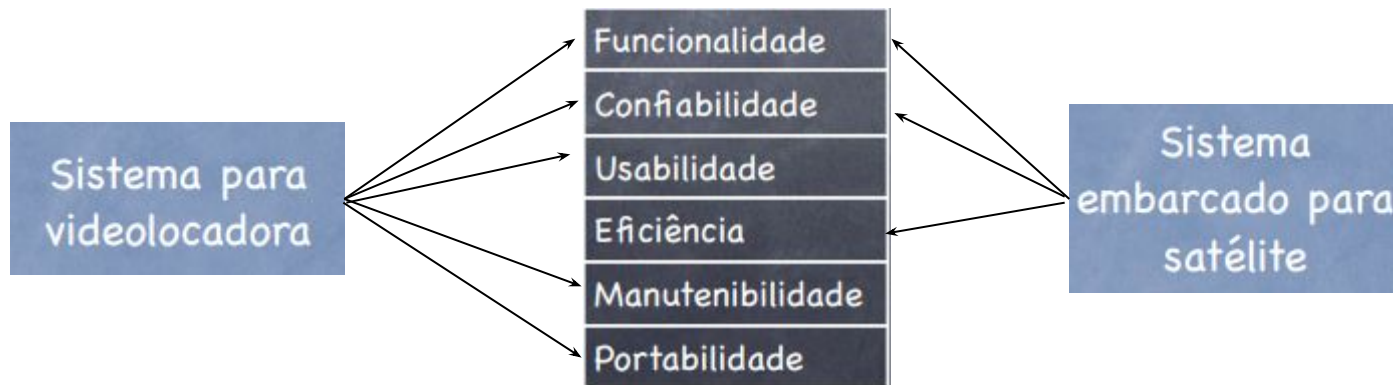 Sistema para
videolocadora
Funcionalidade
Confiabilidade
Usabilidade
Eficiência
Manutenibilidade
Portabilidade
Sistema
embarcado para
satélite